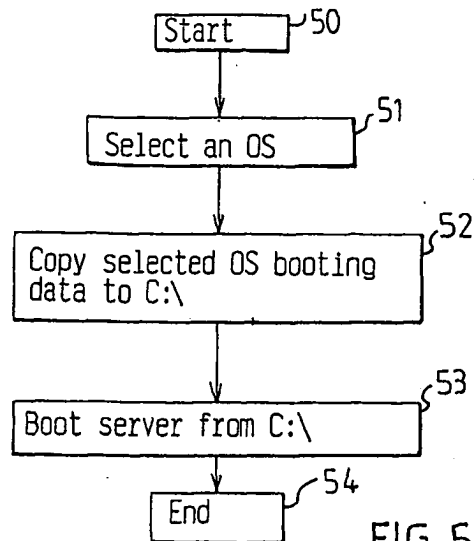 Start
50
51
Select an OS
52
Copy selected OS booting
data to C:\
53
Boot server from C:\
54
End
FIG 5